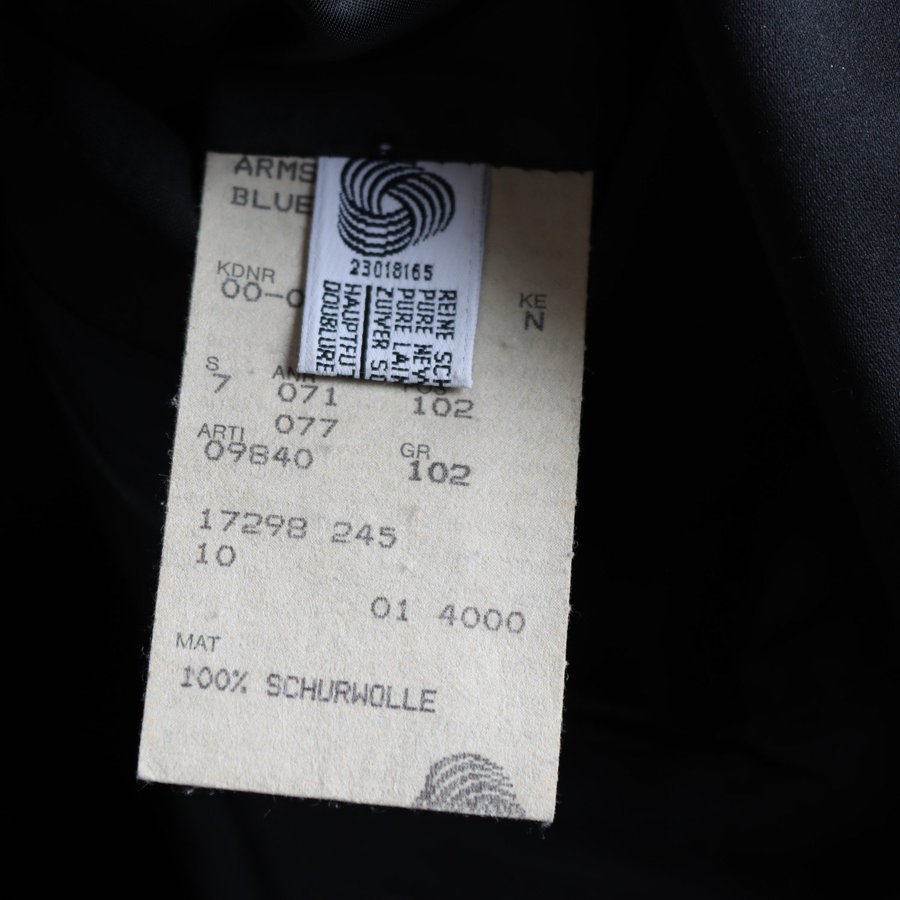 ARMS
BLUE
23018165
REINE SCH
PURE NEW
PURE LAIN
ZUIVER S
HAUPTFUT
DOUBLURE
KDNR
00-0
KE
N
S
7
071
102
077
ARTI
09840
GR
102
17298 245
10
01 4000
MAT
100% SCHURWOLLE